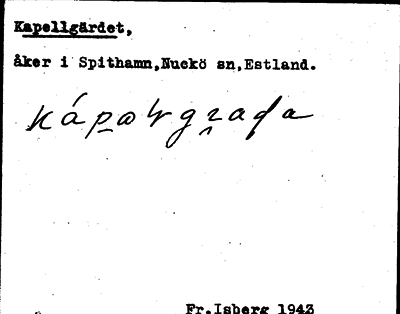 Kapellgärdet,
åker i Spithamn,Nuckö sn,Estland.
Fr.Isberg 1943